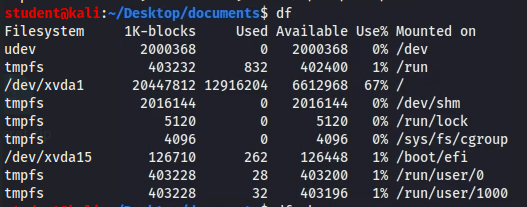 student@kali:~/Desktop/documents$ df
Filesystem     1K-blocks     Used Available Use% Mounted on
udev             2000368        0   2000368   0% /dev
tmpfs             403232      832    402400   1% /run
/dev/xvda1      20447812 12916204   6612968  67% /
tmpfs            2016144        0   2016144   0% /dev/shm
tmpfs               5120        0      5120   0% /run/lock
tmpfs               4096        0      4096   0% /sys/fs/cgroup
/dev/xvda15       126710      262    126448   1% /boot/efi
tmpfs             403228       28    403200   1% /run/user/0
tmpfs             403228       32    403196   1% /run/user/1000